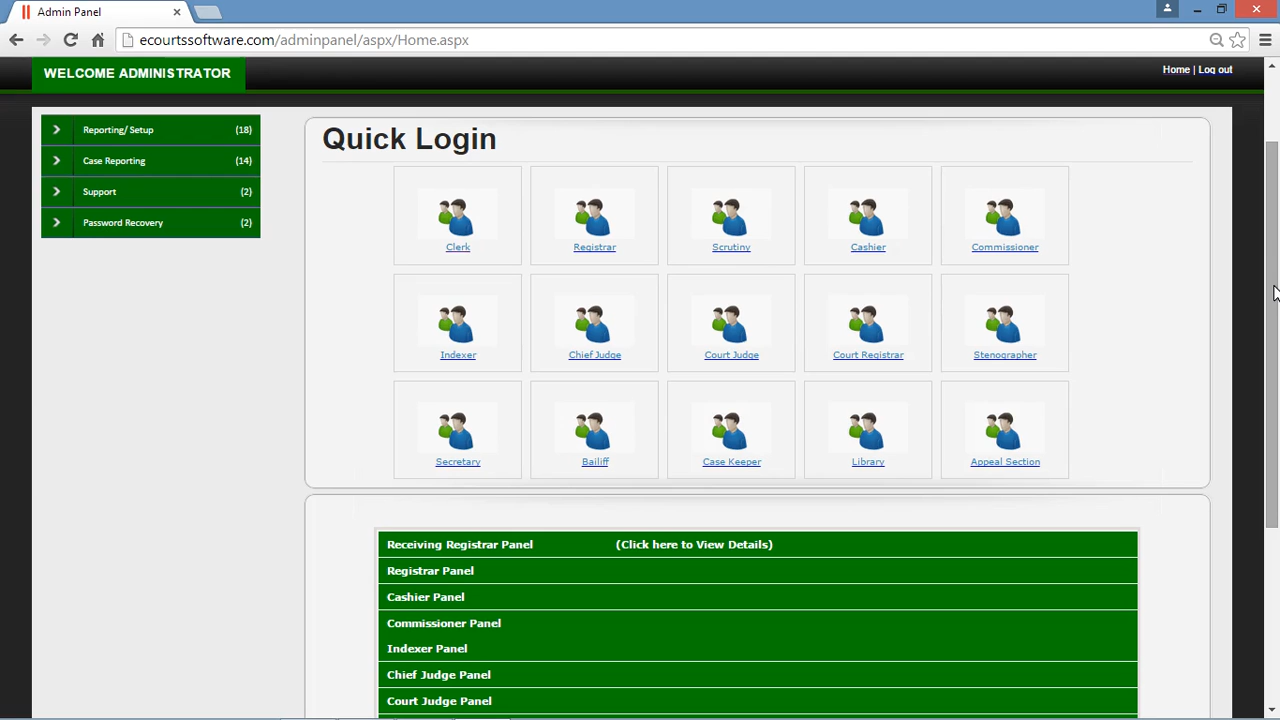 Admin Panel
ecourtssoftware.com/adminpanel/aspx/Home.aspx
WELCOME ADMINISTRATOR
Home | Log out
Reporting/ Setup (18)
Case Reporting (14)
Support (2)
Password Recovery (2)
Quick Login
Clerk Registrar Scrutiny Cashier Commissioner
Indexer Chief Judge Court Judge Court Registrar Stenographer
Secretary Bailiff Case Keeper Library Appeal Section
Receiving Registrar Panel (Click here to View Details)
Registrar Panel
Cashier Panel
Commissioner Panel
Indexer Panel
Chief Judge Panel
Court Judge Panel